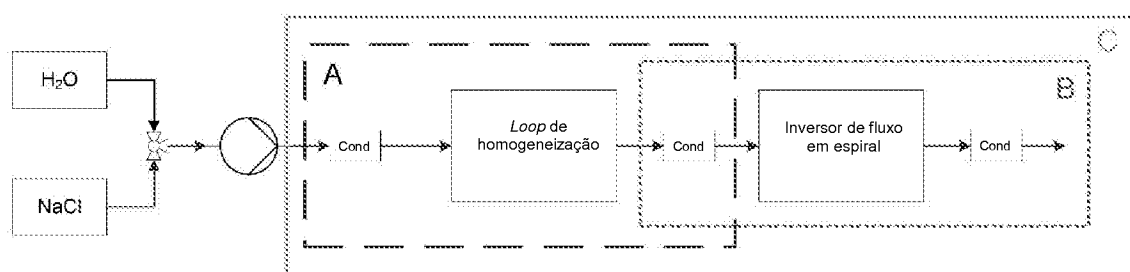 H₂O
NaCl
A
Cond
Loop de
homogeneização
Cond
Inversor de fluxo
em espiral
Cond
B
C